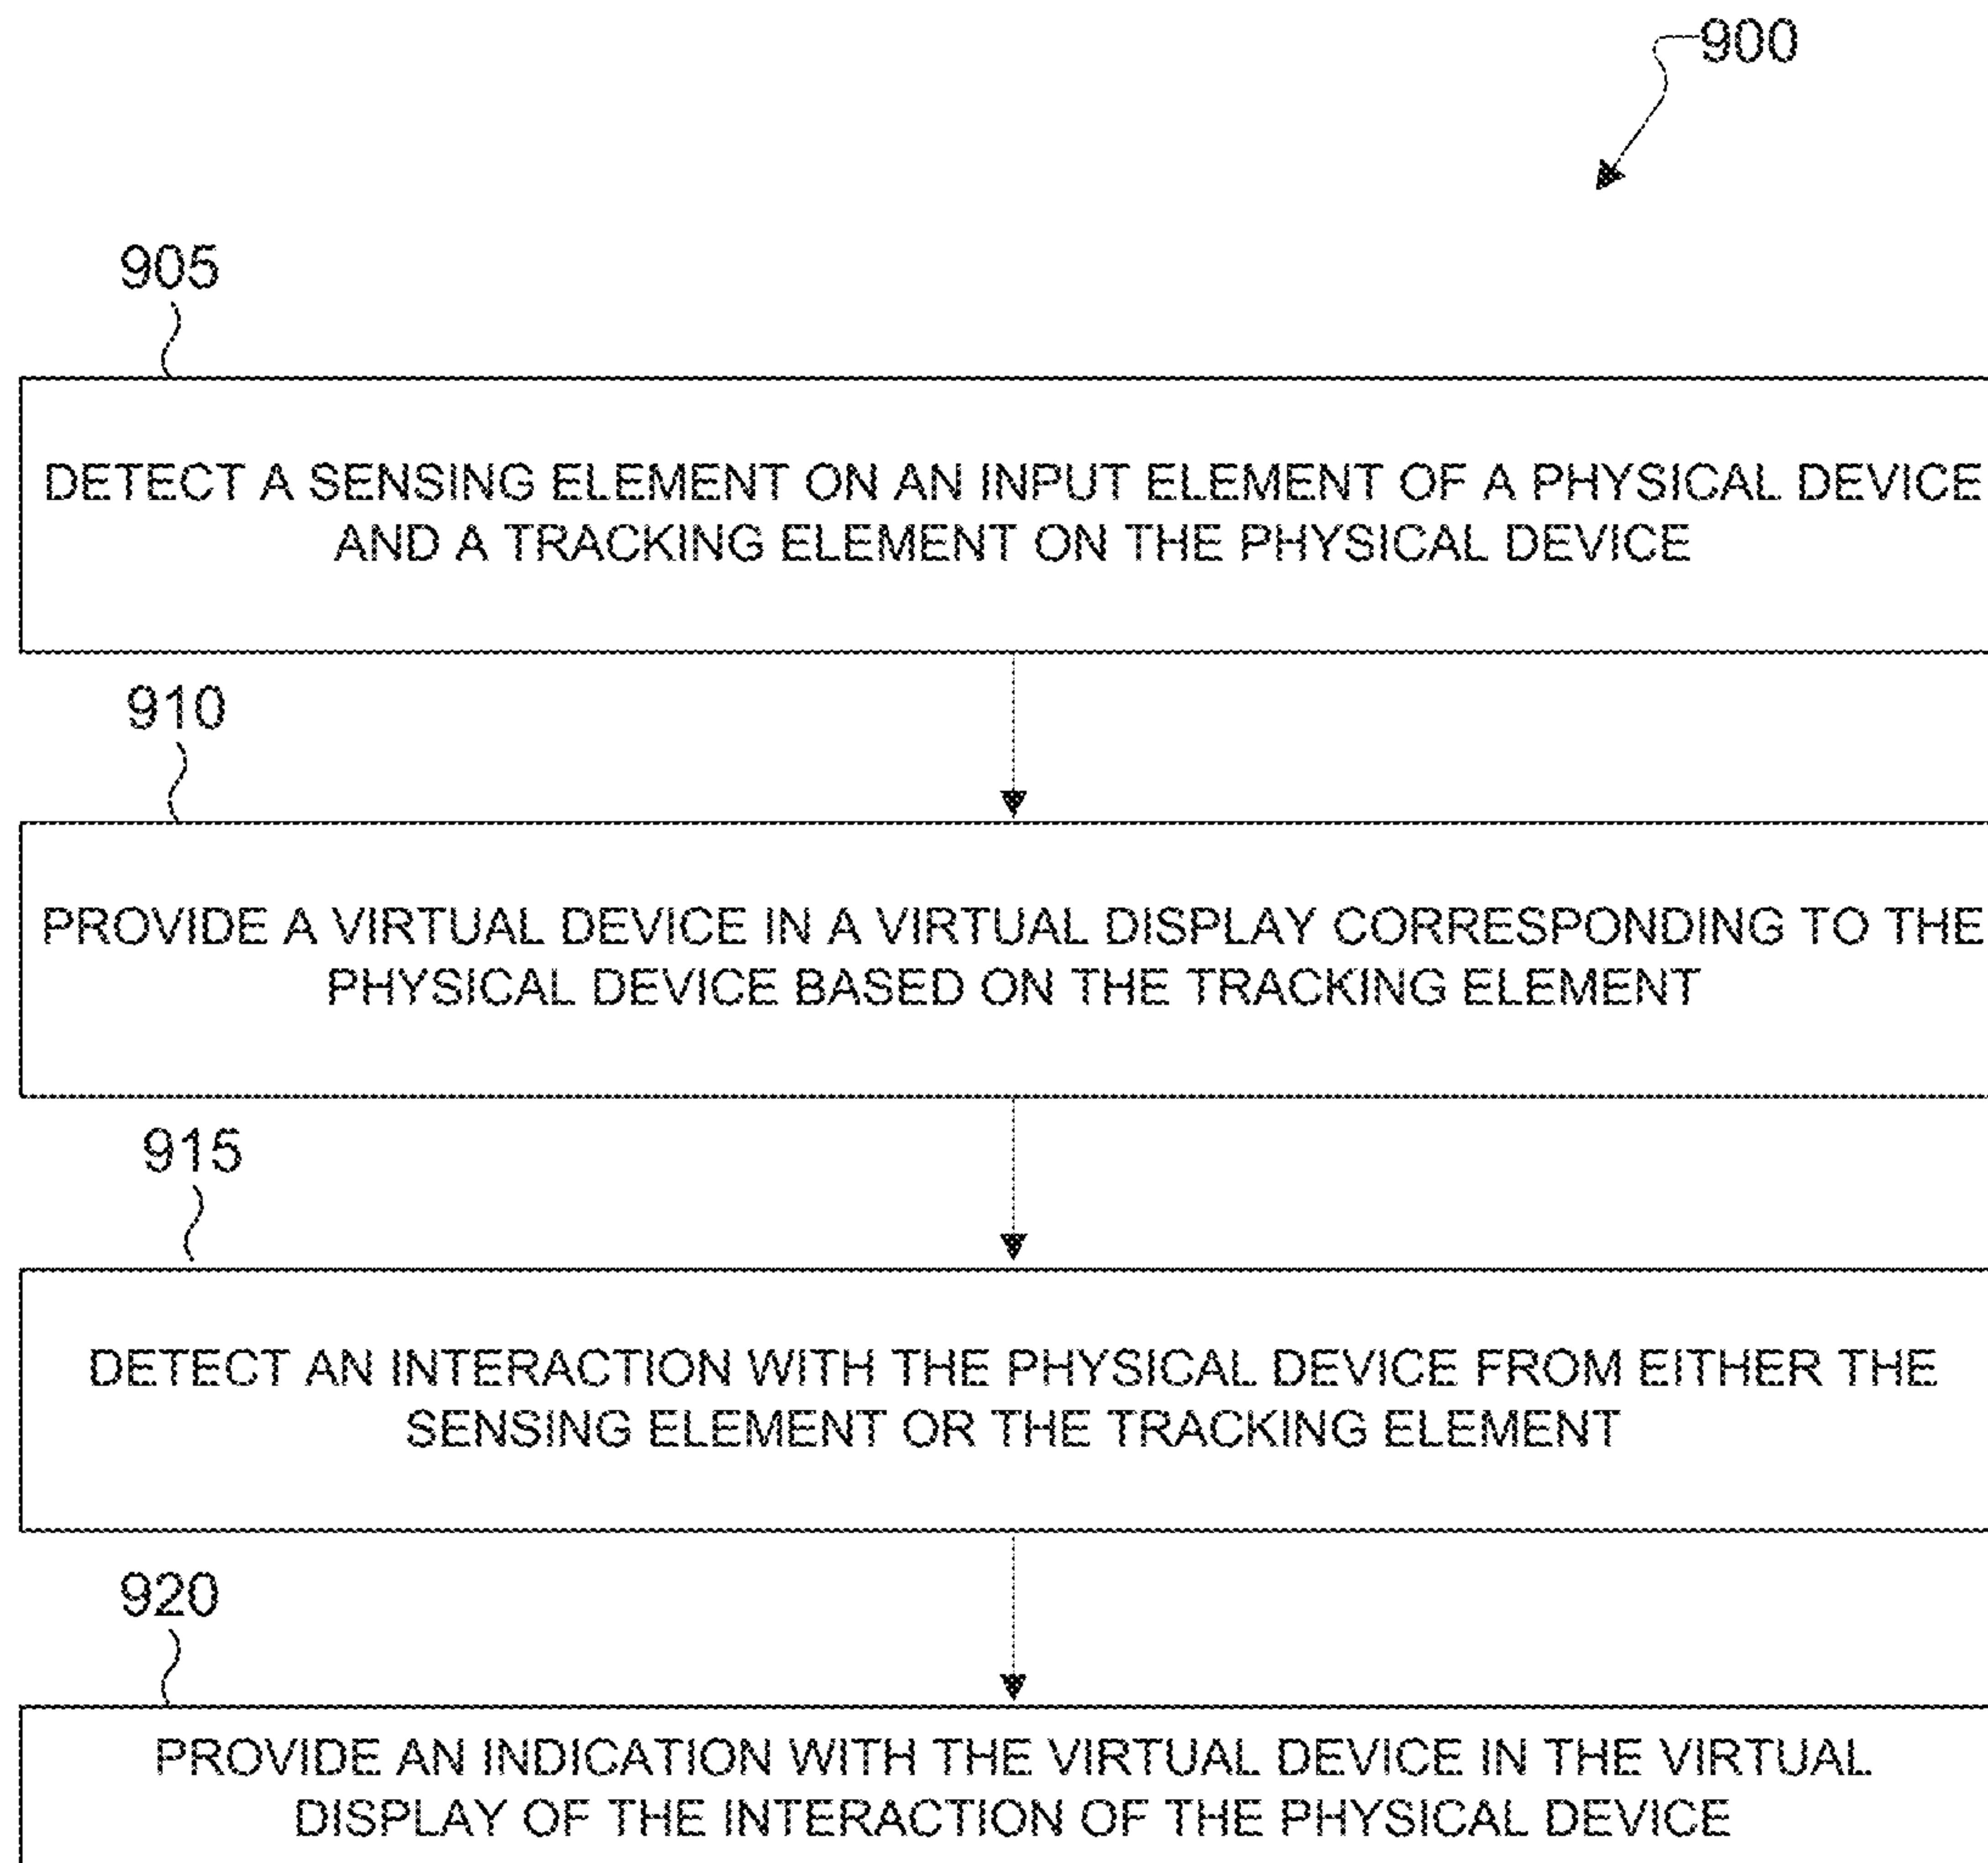 900
905
DETECT A SENSING ELEMENT ON AN INPUT ELEMENT OF A PHYSICAL DEVICE
AND A TRACKING ELEMENT ON THE PHYSICAL DEVICE
910
PROVIDE A VIRTUAL DEVICE IN A VIRTUAL DISPLAY CORRESPONDING TO THE
PHYSICAL DEVICE BASED ON THE TRACKING ELEMENT
915
DETECT AN INTERACTION WITH THE PHYSICAL DEVICE FROM EITHER THE
SENSING ELEMENT OR THE TRACKING ELEMENT
920
PROVIDE AN INDICATION WITH THE VIRTUAL DEVICE IN THE VIRTUAL
DISPLAY OF THE INTERACTION OF THE PHYSICAL DEVICE